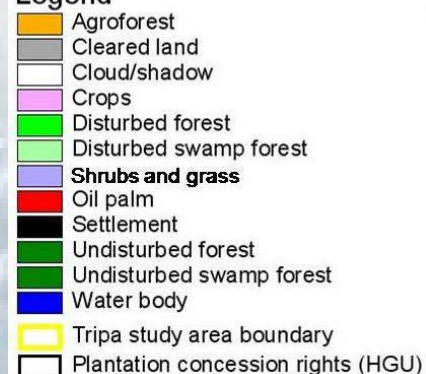 Legend
Agroforest
Cleared land
Cloud/shadow
Crops
Disturbed forest
Disturbed swamp forest
Shrubs and grass
Oil palm
Settlement
Undisturbed forest
Undisturbed swamp forest
Water body
Tripa study area boundary
Plantation concession rights (HGU)